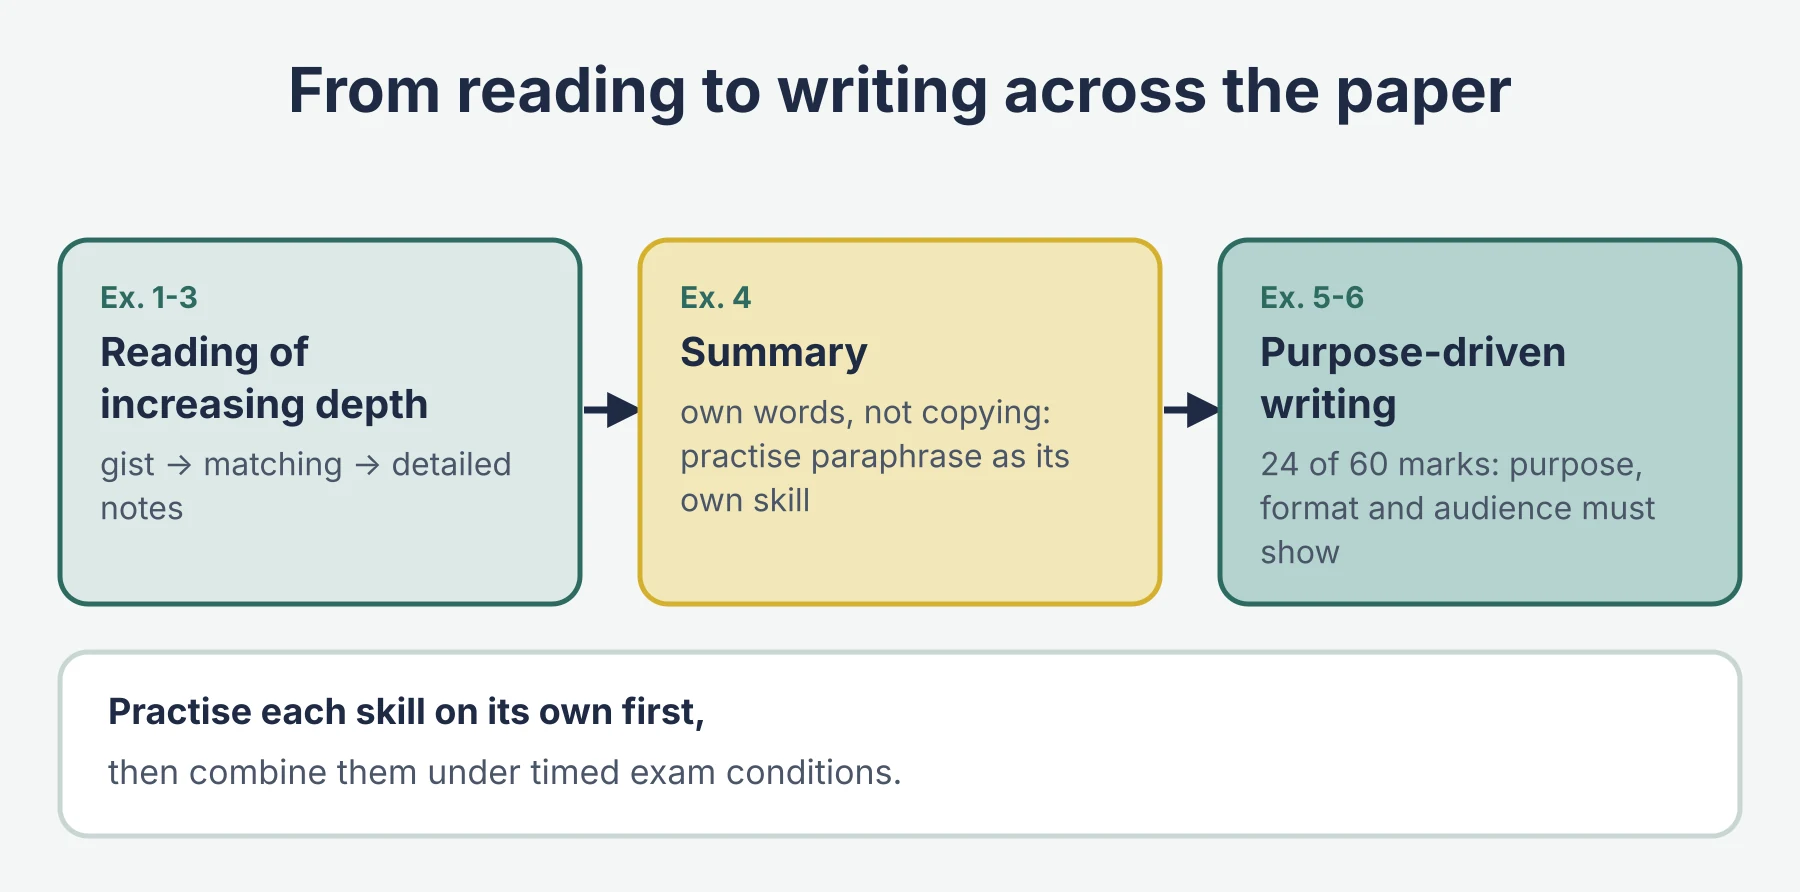 From reading to writing across the paper
Ex. 1-3
Reading of
increasing depth
gist → matching → detailed
notes
Ex. 4
Summary
own words, not copying:
practise paraphrase as its
own skill
Ex. 5-6
Purpose-driven
writing
24 of 60 marks: purpose,
format and audience must
show
Practise each skill on its own first,
then combine them under timed exam conditions.